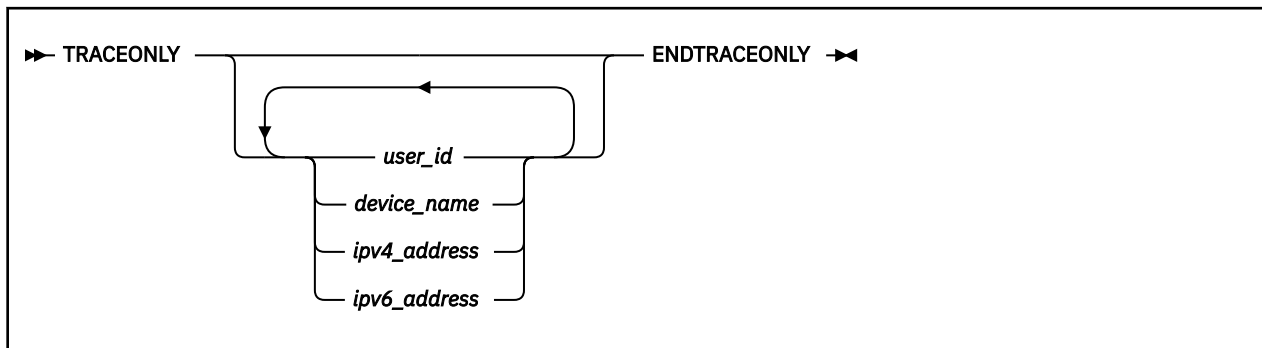 TRACEONLY ENDTRACEONLY
user_id
device_name
ipv4_address
ipv6_address